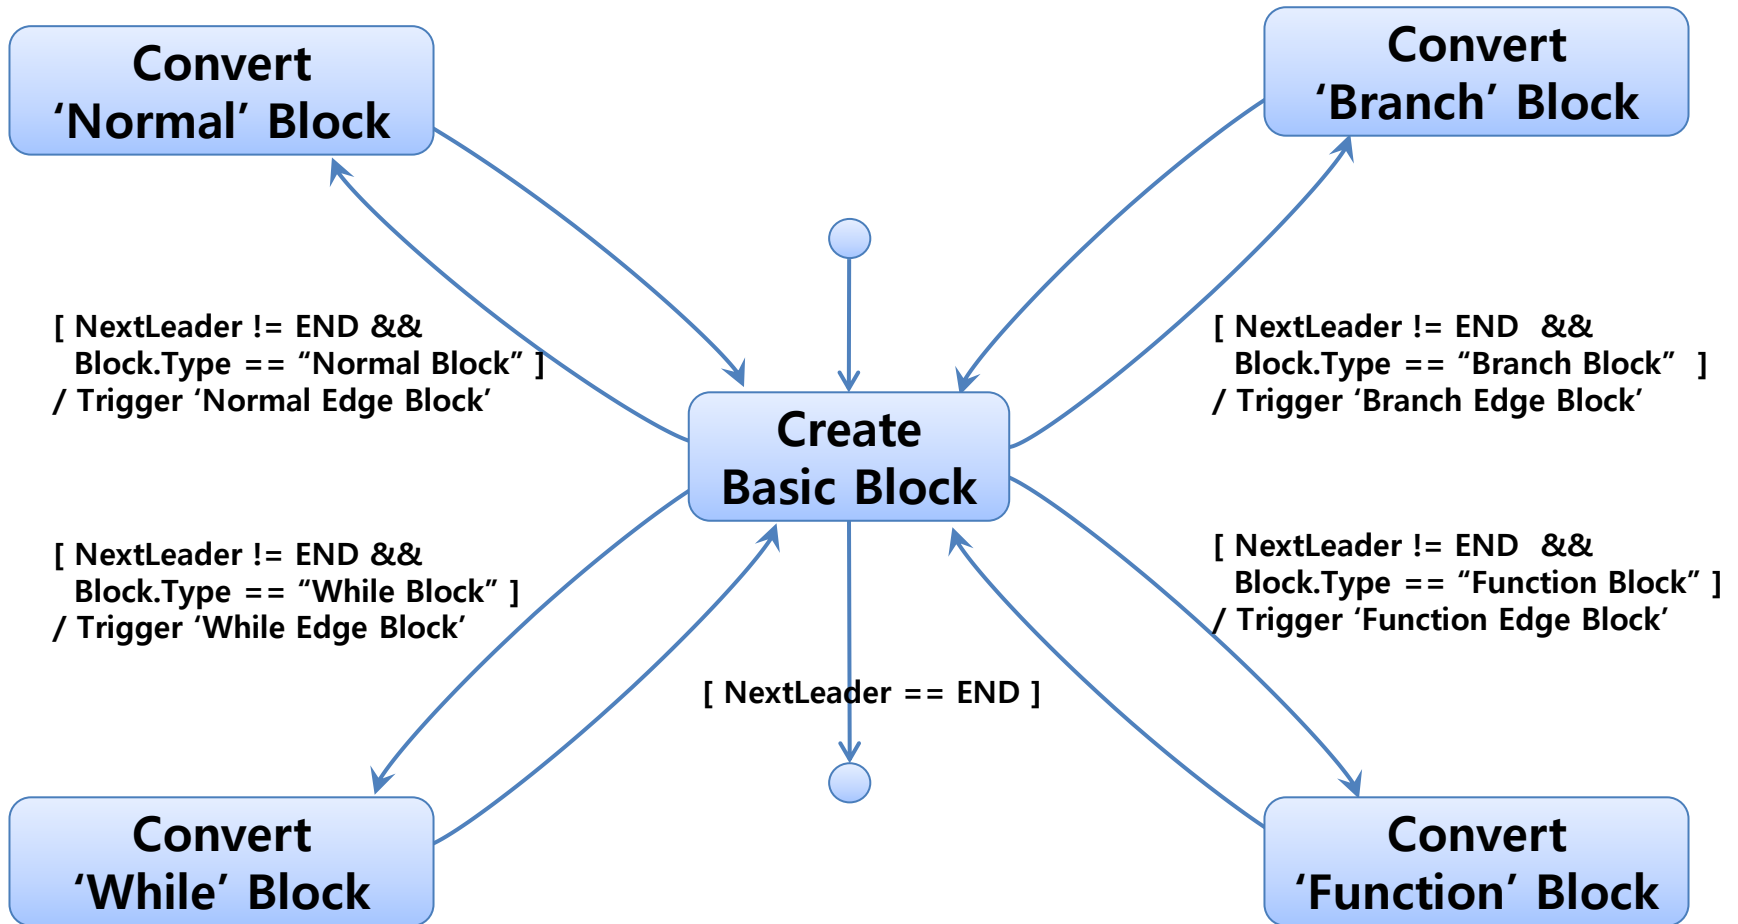 Convert
‘Normal’ Block
Convert
‘Branch’ Block
[ NextLeader != END &&
Block.Type == “Normal Block” ]
/ Trigger ‘Normal Edge Block’
[ NextLeader != END  &&
Block.Type == “Branch Block”  ]
/ Trigger ‘Branch Edge Block’
Create
Basic Block
[ NextLeader != END &&
Block.Type == “While Block” ]
/ Trigger ‘While Edge Block’
[ NextLeader != END  &&
Block.Type == “Function Block” ]
/ Trigger ‘Function Edge Block’
[ NextLeader == END ]
Convert
‘While’ Block
Convert
‘Function’ Block